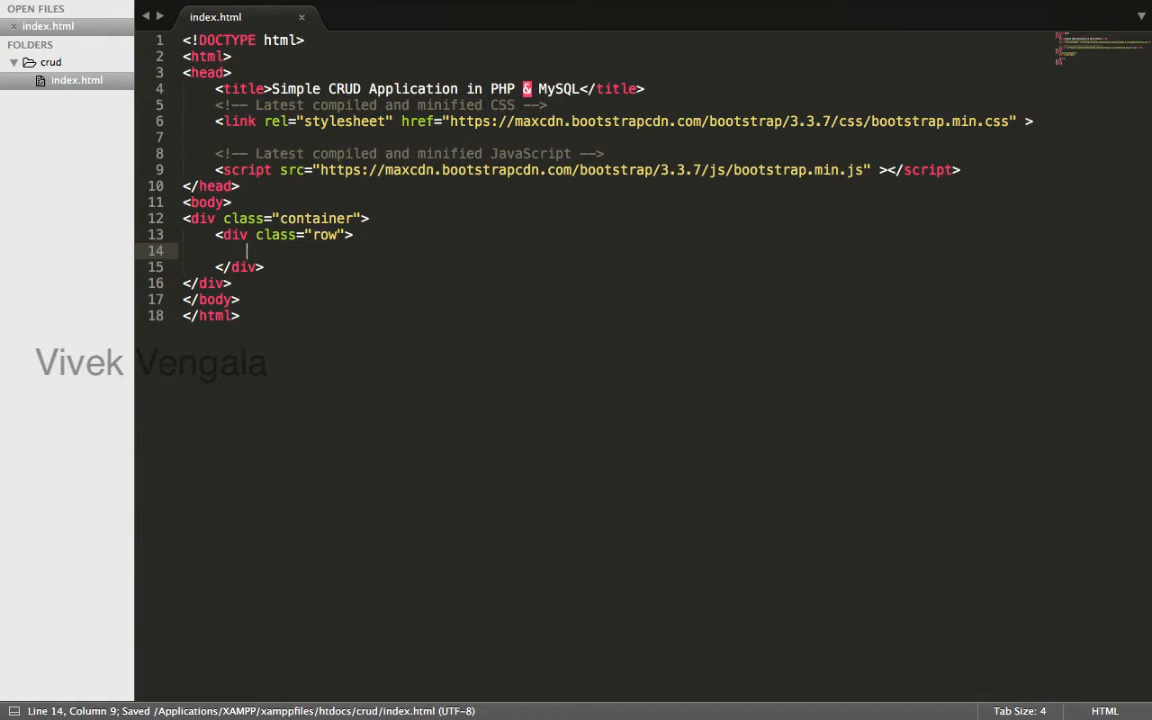 OPEN FILES
× index.html
FOLDERS
crud
index.html
index.html ×
1 <!DOCTYPE html>
2 <html>
3 <head>
4 <title>Simple CRUD Application in PHP & MySQL</title>
5 <!-- Latest compiled and minified CSS -->
6 <link rel="stylesheet" href="https://maxcdn.bootstrapcdn.com/bootstrap/3.3.7/css/bootstrap.min.css" >
7
8 <!-- Latest compiled and minified JavaScript -->
9 <script src="https://maxcdn.bootstrapcdn.com/bootstrap/3.3.7/js/bootstrap.min.js" ></script>
10 </head>
11 <body>
12 <div class="container">
13 <div class="row">
14
15 </div>
16 </div>
17 </body>
18 </html>
Vivek Vengala
Line 14, Column 9; Saved /Applications/XAMPP/xamppfiles/htdocs/crud/index.html (UTF-8)
Tab Size: 4
HTML